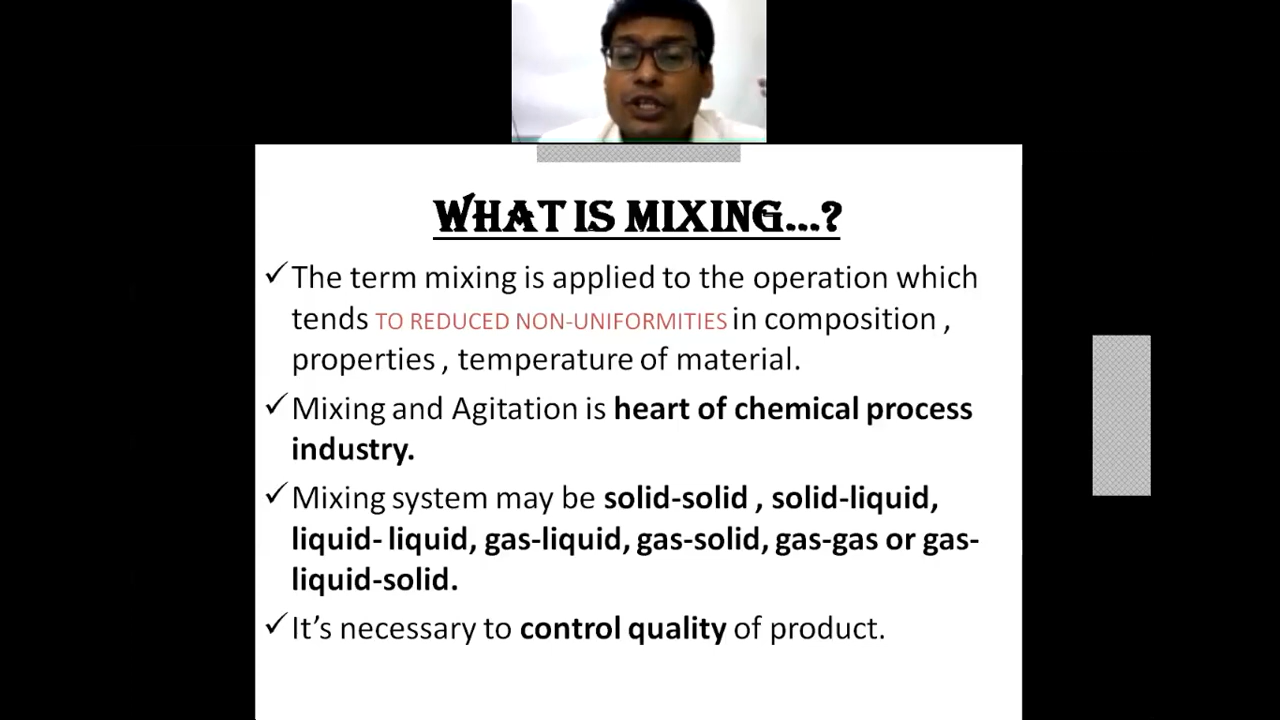 WHAT IS MIXING...?
✓The term mixing is applied to the operation which
tends TO REDUCED NON-UNIFORMITIES in composition ,
properties , temperature of material.
✓Mixing and Agitation is heart of chemical process
industry.
✓Mixing system may be solid-solid , solid-liquid,
liquid- liquid, gas-liquid, gas-solid, gas-gas or gas-
liquid-solid.
✓It’s necessary to control quality of product.